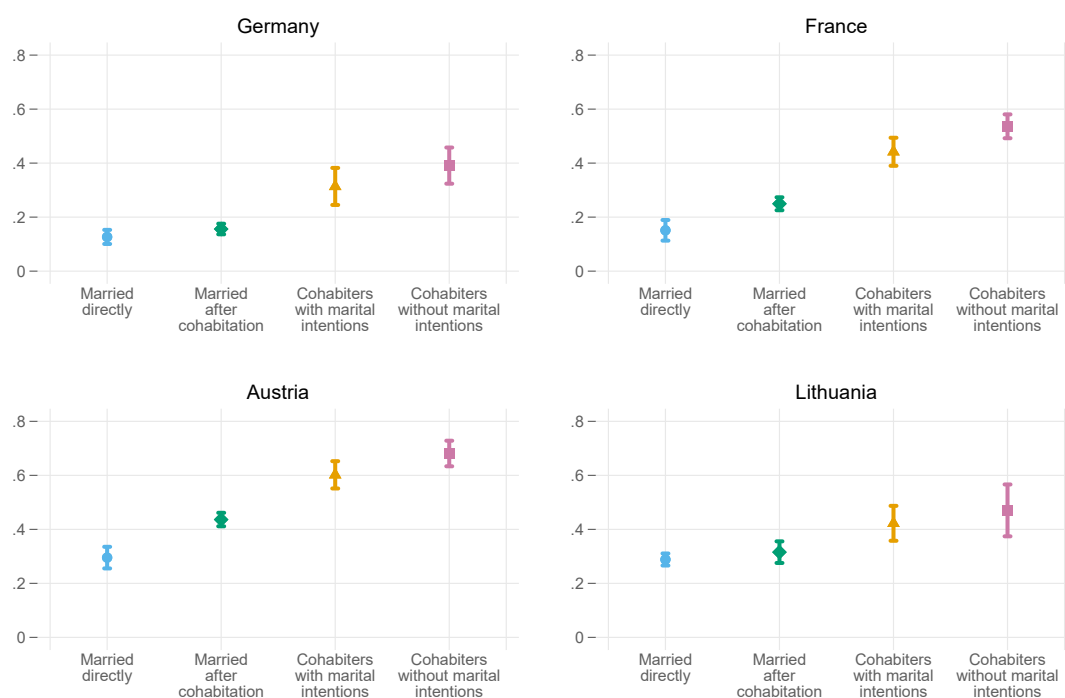 Germany
.8
.6
.4
.2
0
Married
directly
Married
after
cohabitation
Cohabiters
with marital
intentions
Cohabiters
without marital
intentions
France
.8
.6
.4
.2
0
Married
directly
Married
after
cohabitation
Cohabiters
with marital
intentions
Cohabiters
without marital
intentions
Austria
.8
.6
.4
.2
0
Married
directly
Married
after
cohabitation
Cohabiters
with marital
intentions
Cohabiters
without marital
intentions
Lithuania
.8
.6
.4
.2
0
Married
directly
Married
after
cohabitation
Cohabiters
with marital
intentions
Cohabiters
without marital
intentions